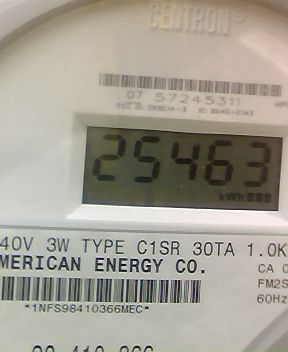 CENTRON®
07 57245311
25463
kWh
40V 3W TYPE C1SR 30TA 1.0K
MERICAN ENERGY CO.
CA 0
FM2S
60Hz
*1NFS98410366MEC*